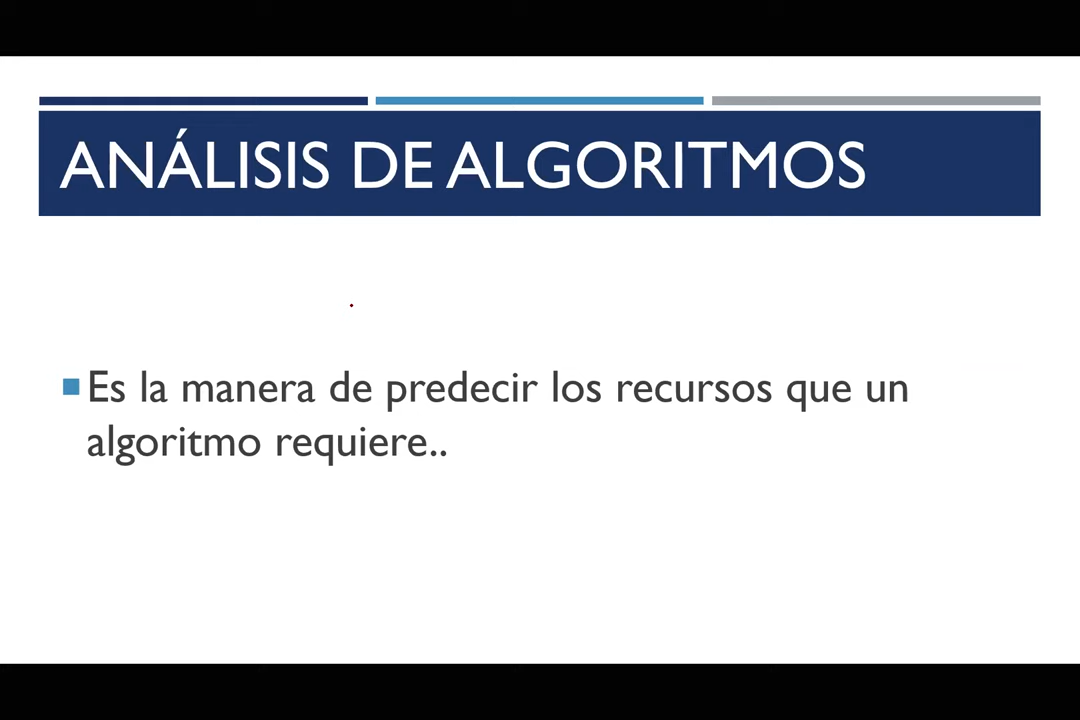 ANÁLISIS DE ALGORITMOS
Es la manera de predecir los recursos que un
algoritmo requiere..